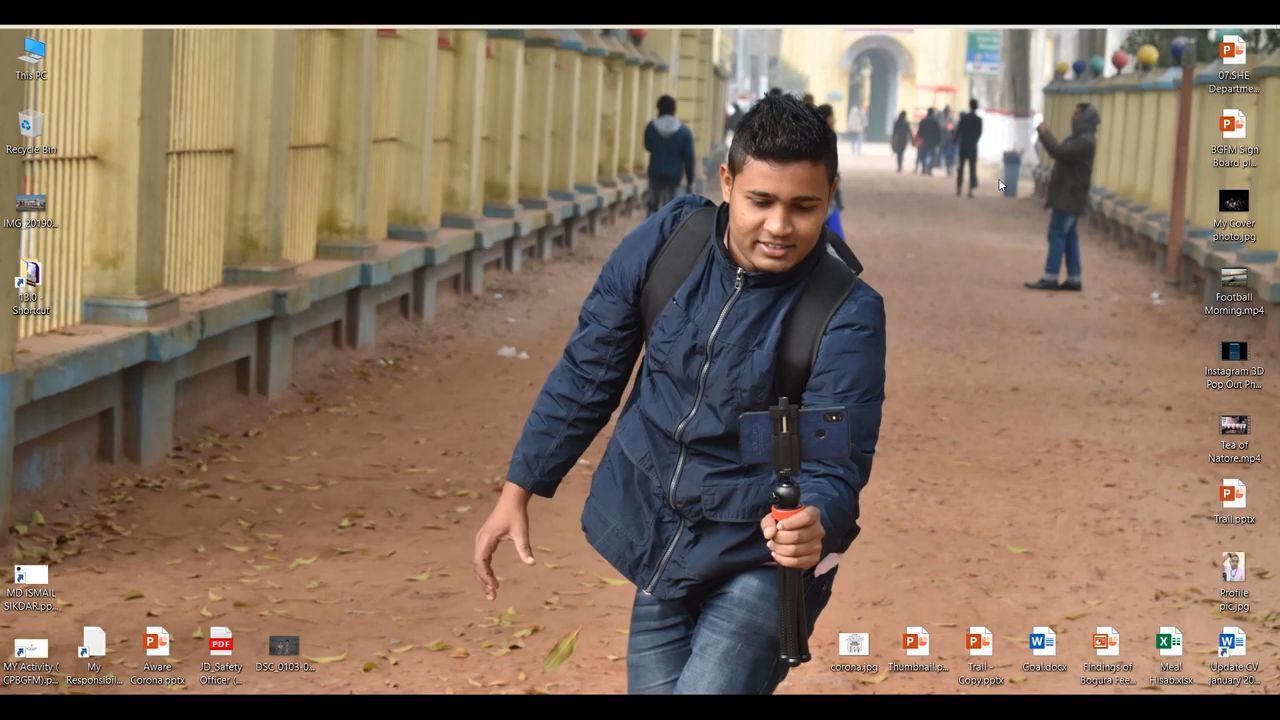 This PC
Recycle Bin
IMG_20190...
13.0 -
Shortcut
MD ISMAIL
SIKDAR.pp...
MY Activity (
CPBGFM).p...
My
Responsibil...
Aware
Corona.pptx
PDF
JD_Safety
Officer (...
DSC_0103-0...
07.SHE
Departme...
BGFM Sign
Board pl...
My Cover
photo.jpg
Football
Morning.mp4
Instagram 3D
Pop Out Ph...
Tea of
Natore.mp4
Trail.pptx
Profile
pic.jpg
corona.jpg
Thumbnail.p...
Trail -
Copy.pptx
Goal.docx
Findings of
Bogura Fee...
Meal
Hisab.xlsx
Update CV
january 20...